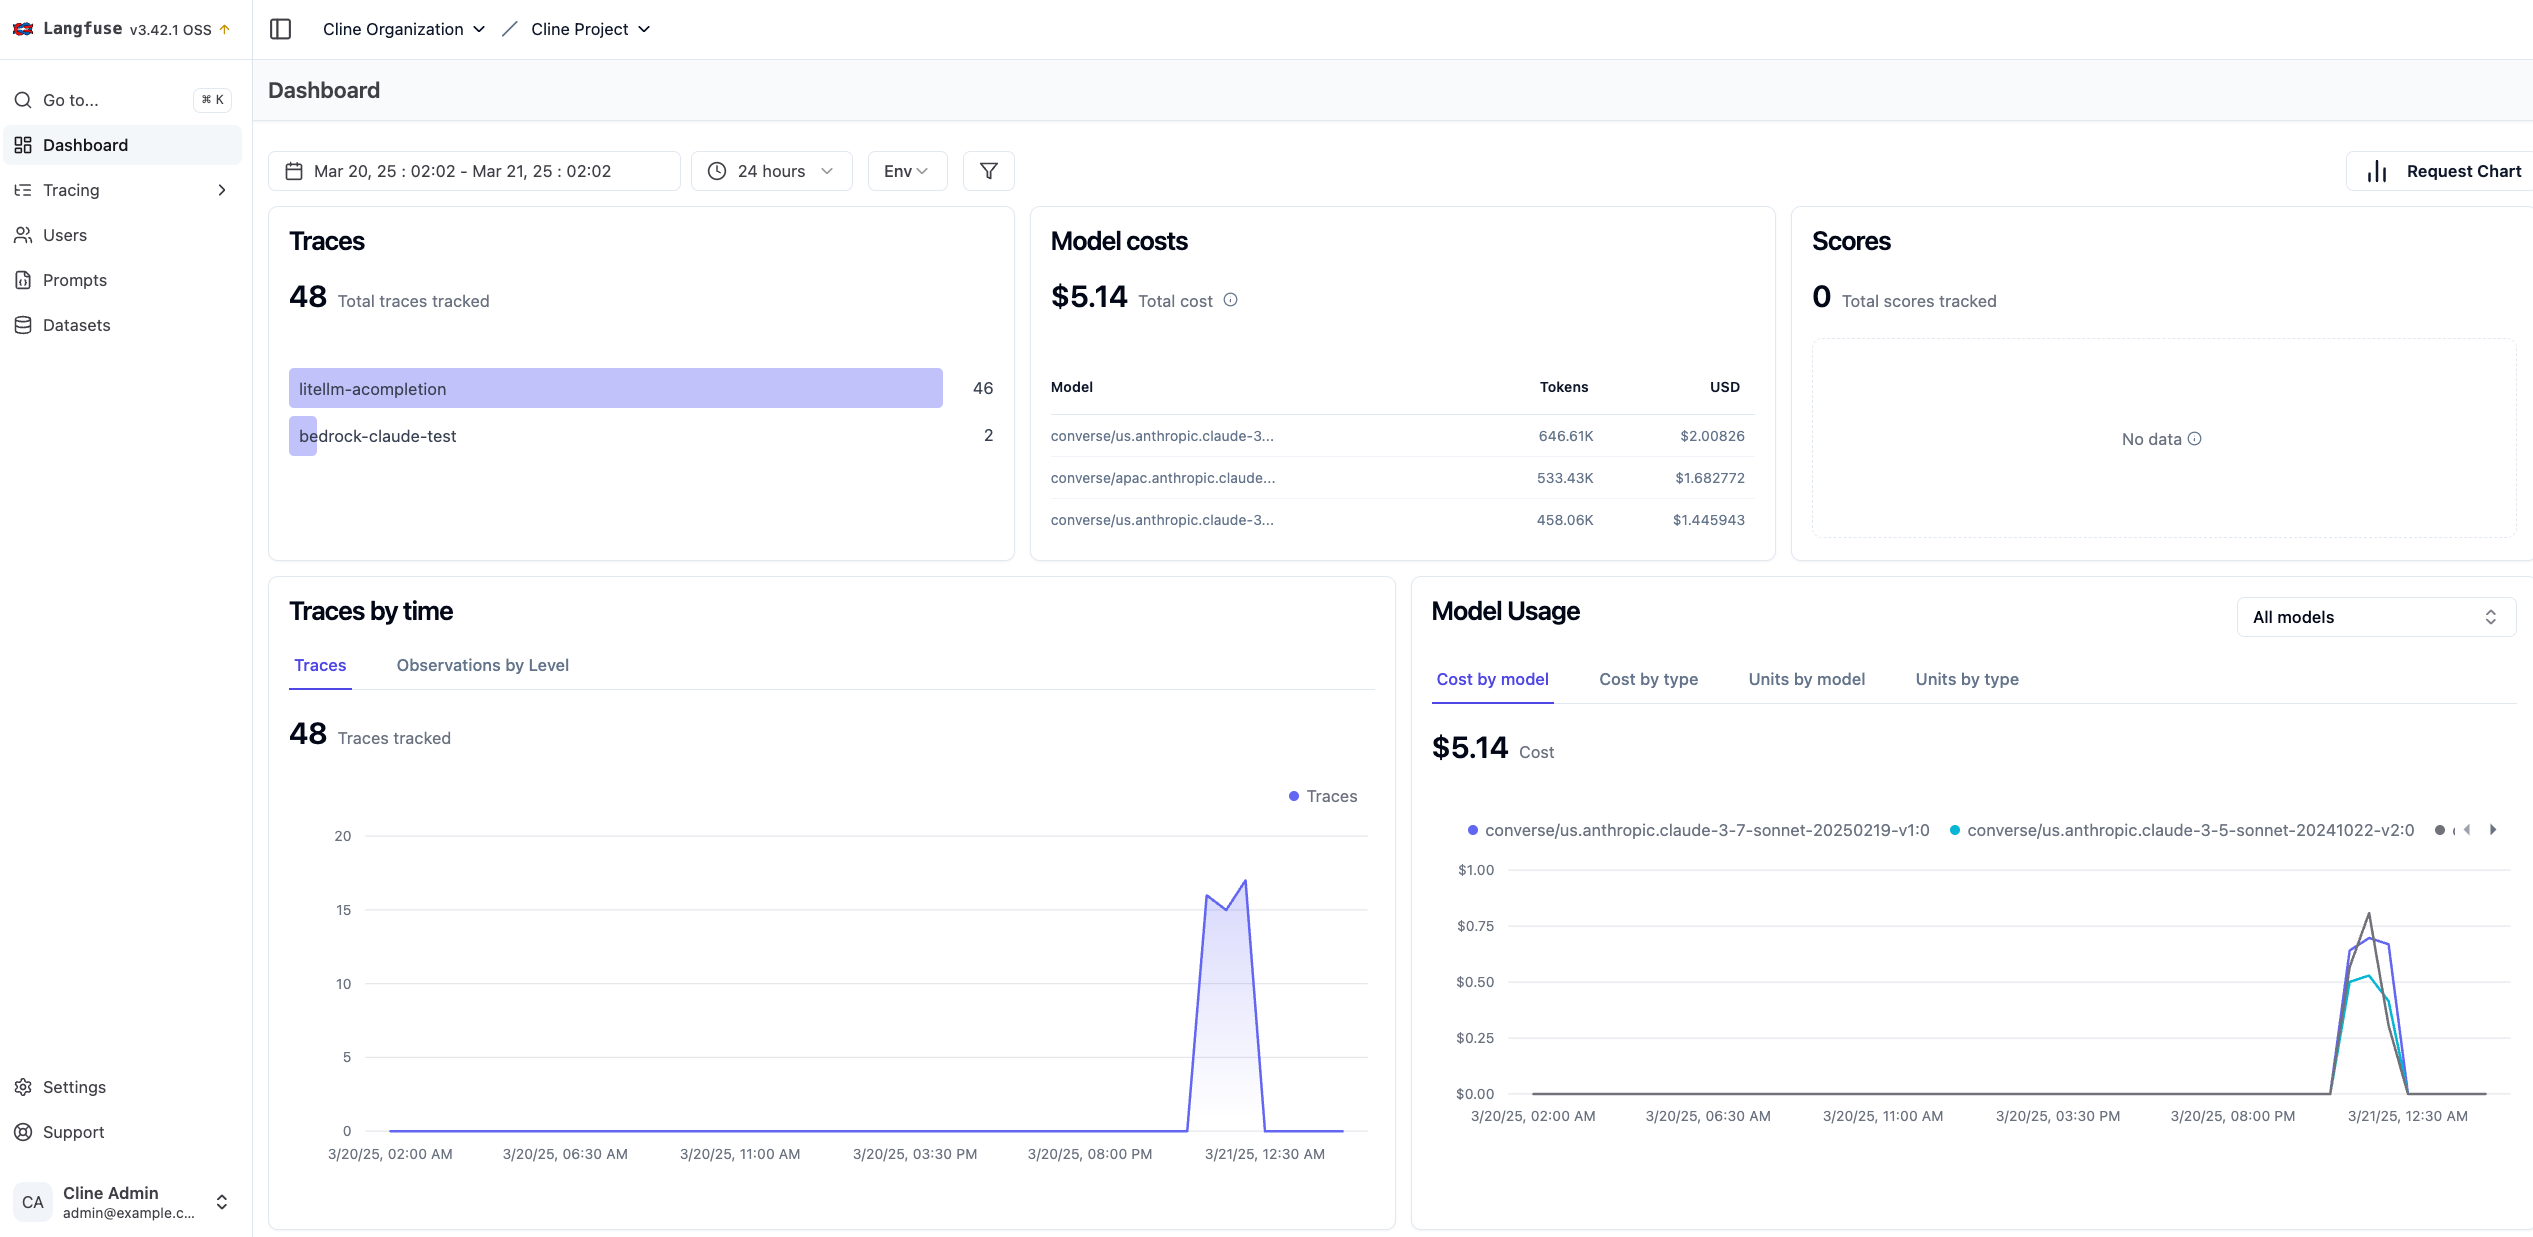 Langfuse v3.42.1 OSS
Cline Organization / Cline Project
Go to... ⌘ K
Dashboard
Tracing
Users
Prompts
Datasets
Settings
Support
CA
Cline Admin
admin@example.c...
Dashboard
Mar 20, 25 : 02:02 - Mar 21, 25 : 02:02
24 hours
Env
Request Chart
Traces
48 Total traces tracked
litellm-acompletion 46
bedrock-claude-test 2
Model costs
$5.14 Total cost
Model Tokens USD
converse/us.anthropic.claude-3... 646.61K $2.00826
converse/apac.anthropic.claude... 533.43K $1.682772
converse/us.anthropic.claude-3... 458.06K $1.445943
Scores
0 Total scores tracked
No data
Traces by time
Traces Observations by Level
48 Traces tracked
Traces
20
15
10
5
0
3/20/25, 02:00 AM 3/20/25, 06:30 AM 3/20/25, 11:00 AM 3/20/25, 03:30 PM 3/20/25, 08:00 PM 3/21/25, 12:30 AM
Model Usage
All models
Cost by model Cost by type Units by model Units by type
$5.14 Cost
converse/us.anthropic.claude-3-7-sonnet-20250219-v1:0 converse/us.anthropic.claude-3-5-sonnet-20241022-v2:0
$1.00
$0.75
$0.50
$0.25
$0.00
3/20/25, 02:00 AM 3/20/25, 06:30 AM 3/20/25, 11:00 AM 3/20/25, 03:30 PM 3/20/25, 08:00 PM 3/21/25, 12:30 AM